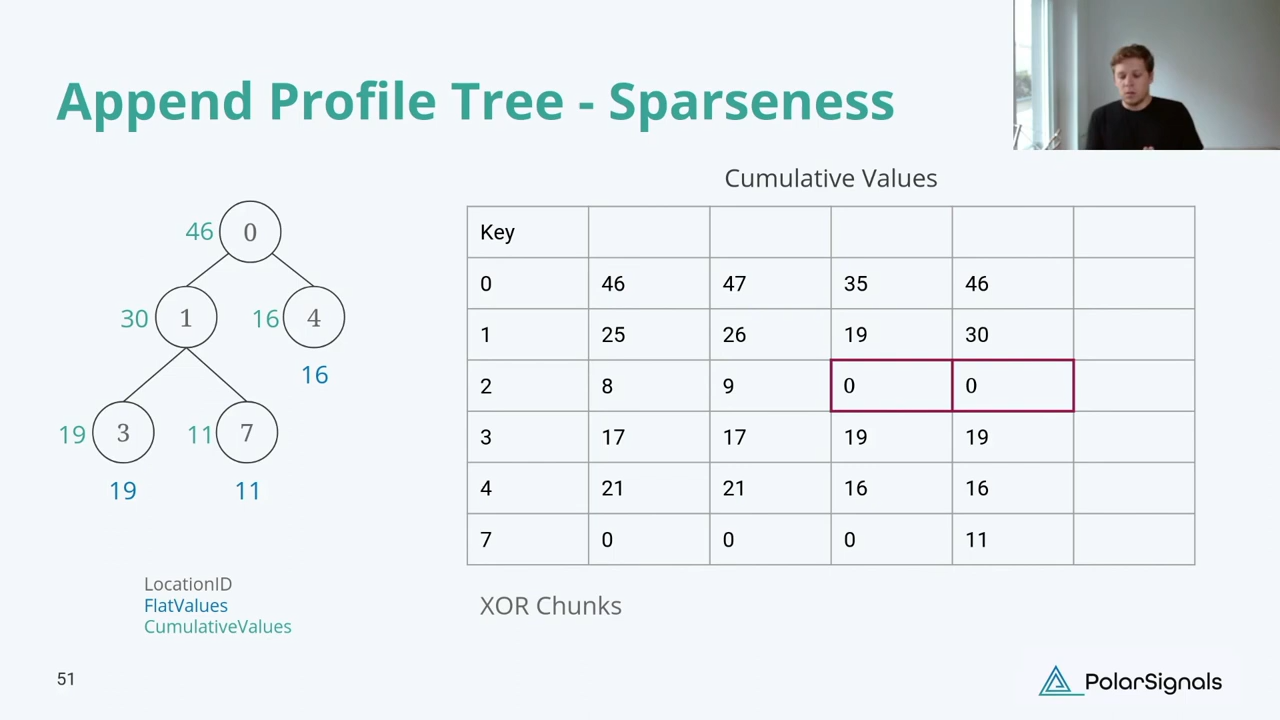 Append Profile Tree - Sparseness
Cumulative Values
46 0
30 1 16 4
16
19 3 11 7
19 11
LocationID
FlatValues
CumulativeValues
Key
0 46 47 35 46
1 25 26 19 30
2 8 9 0 0
3 17 17 19 19
4 21 21 16 16
7 0 0 0 11
XOR Chunks
51
PolarSignals